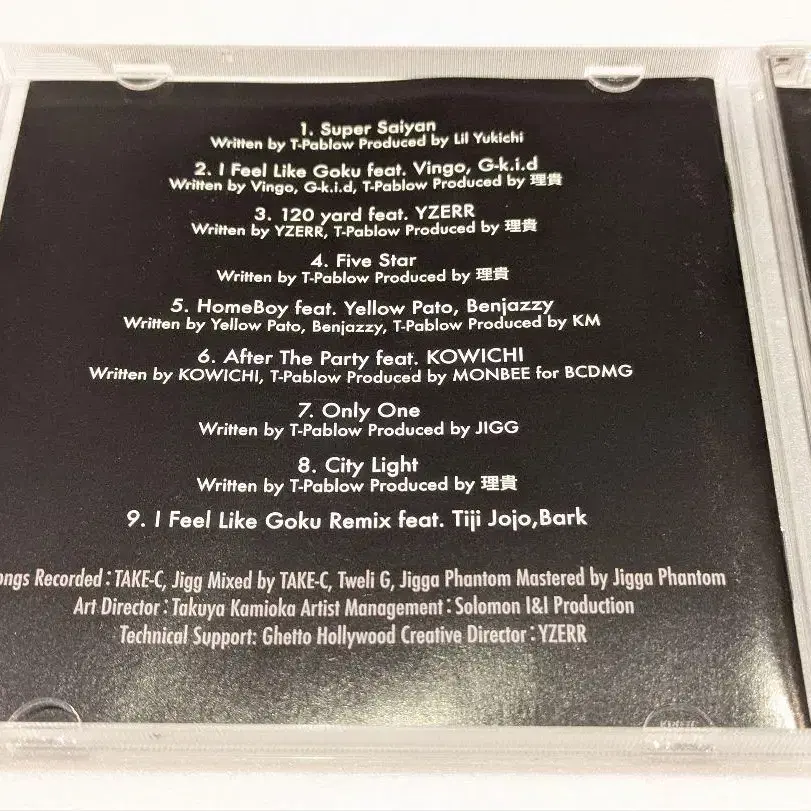 1. Super Saiyan
Written by T-Pablow Produced by Lil Yukichi
2. I Feel Like Goku feat. Vingo, G-k.i.d
Written by Vingo, G-k.i.d, T-Pablow Produced by 理貴
3. 120 yard feat. YZERR
Written by YZERR, T-Pablow Produced by 理貴
4. Five Star
Written by T-Pablow Produced by 理貴
5. HomeBoy feat. Yellow Pato, Benjazzy
Written by Yellow Pato, Benjazzy, T-Pablow Produced by KM
6. After The Party feat. KOWICHI
Written by KOWICHI, T-Pablow Produced by MONBEE for BCDMG
7. Only One
Written by T-Pablow Produced by JIGG
8. City Light
Written by T-Pablow Produced by 理貴
9. I Feel Like Goku Remix feat. Tiji Jojo,Bark
ongs Recorded：TAKE-C, Jigg Mixed by TAKE-C, Tweli G, Jigga Phantom Mastered by Jigga Phantom
Art Director：Takuya Kamioka Artist Management：Solomon I&I Production
Technical Support: Ghetto Hollywood Creative Director：YZERR